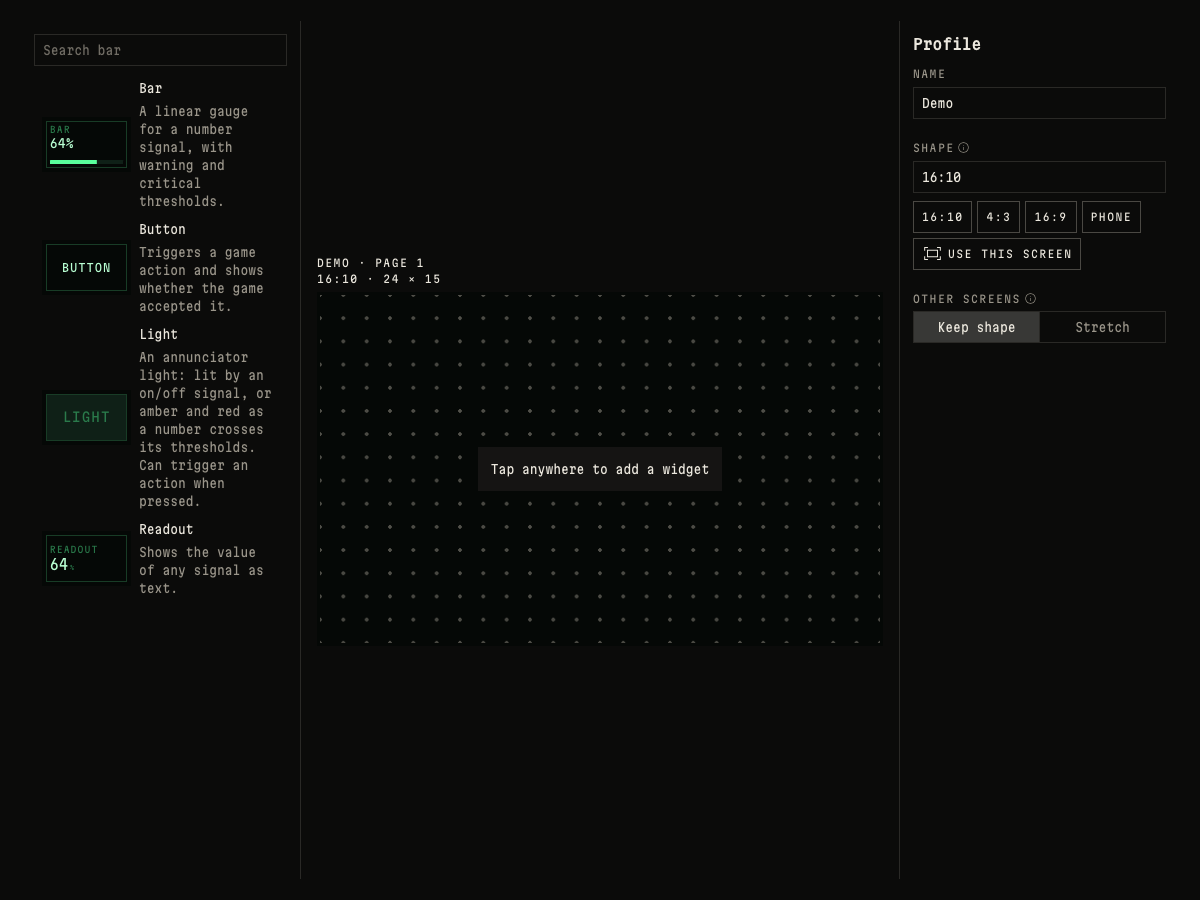 Search bar
BAR
64%
Bar
A linear gauge
for a number
signal, with
warning and
critical
thresholds.
BUTTON
Button
Triggers a game
action and shows
whether the game
accepted it.
LIGHT
Light
An annunciator
light: lit by an
on/off signal, or
amber and red as
a number crosses
its thresholds.
Can trigger an
action when
pressed.
READOUT
64%
Readout
Shows the value
of any signal as
text.
DEMO · PAGE 1
16:10 · 24 × 15
Tap anywhere to add a widget
Profile
NAME
Demo
SHAPE
16:10
16:10 4:3 16:9 PHONE
USE THIS SCREEN
OTHER SCREENS
Keep shape Stretch